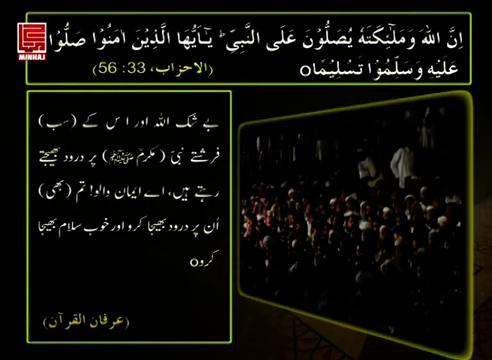 اِنَّ اللهَ وَمَلٰٓئِكَتَهٗ يُصَلُّوْنَ عَلَى النَّبِيِّ ؕ يٰٓاَيُّهَا الَّذِيْنَ اٰمَنُوْا صَلُّوْا
عَلَيْهِ وَسَلِّمُوْا تَسْلِيْمًاo (الاحزاب، 33: 56)
MINHAJ
بے شک اللہ اور اس کے (سب)
فرشتے نبیِّ (مکرم ﷺ) پر درود بھیجتے
رہتے ہیں، اے ایمان والو! تم (بھی)
اُن پر درود بھیجا کرو اور خوب سلام بھیجا
کروo
(عرفان القرآن)